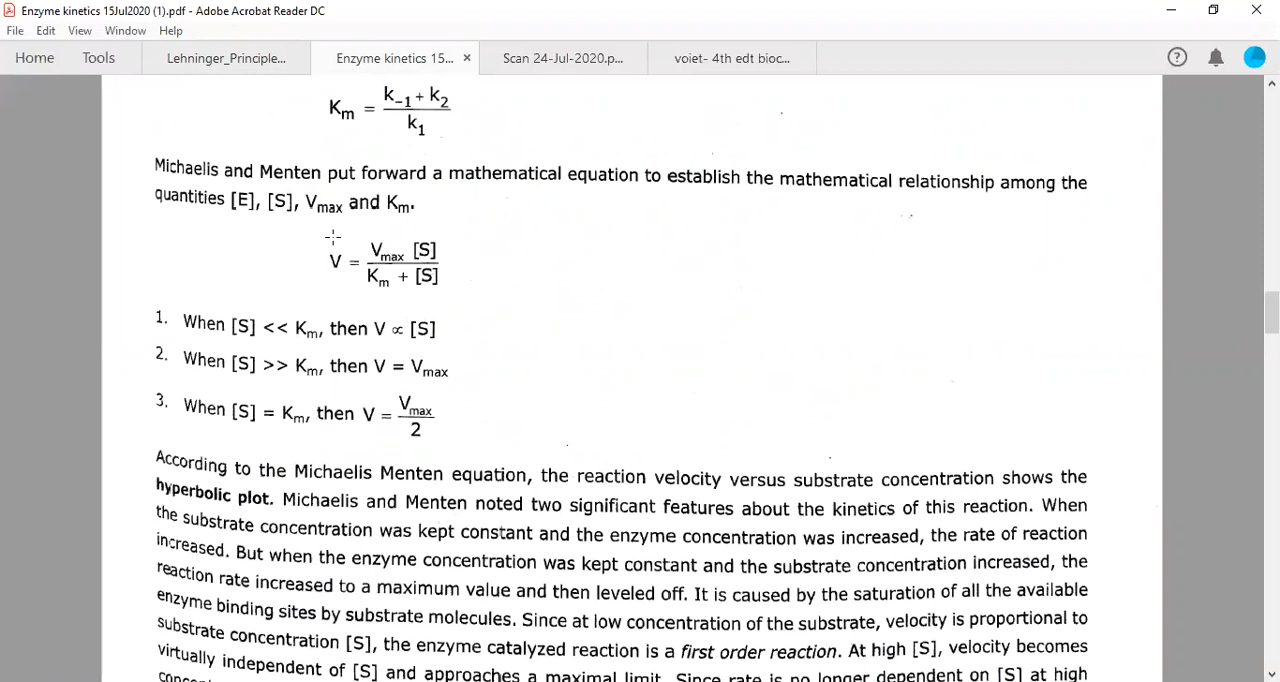 Enzyme kinetics 15Jul2020 (1).pdf - Adobe Acrobat Reader DC
File Edit View Window Help
Home Tools Lehninger_Principle... Enzyme kinetics 15... × Scan 24-Jul-2020.p... voiet- 4th edt bioc...
Km = k-1 + k2 / k1
Michaelis and Menten put forward a mathematical equation to establish the mathematical relationship among the
quantities [E], [S], Vmax and Km.
V = Vmax [S] / Km + [S]
1. When [S] << Km, then V ∝ [S]
2. When [S] >> Km, then V = Vmax
3. When [S] = Km, then V = Vmax / 2
According to the Michaelis Menten equation, the reaction velocity versus substrate concentration shows the
hyperbolic plot. Michaelis and Menten noted two significant features about the kinetics of this reaction. When
the substrate concentration was kept constant and the enzyme concentration was increased, the rate of reaction
increased. But when the enzyme concentration was kept constant and the substrate concentration increased, the
reaction rate increased to a maximum value and then leveled off. It is caused by the saturation of all the available
enzyme binding sites by substrate molecules. Since at low concentration of the substrate, velocity is proportional to
substrate concentration [S], the enzyme catalyzed reaction is a first order reaction. At high [S], velocity becomes
virtually independent of [S] and approaches a maximal limit. Since rate is no longer dependent on [S] at high